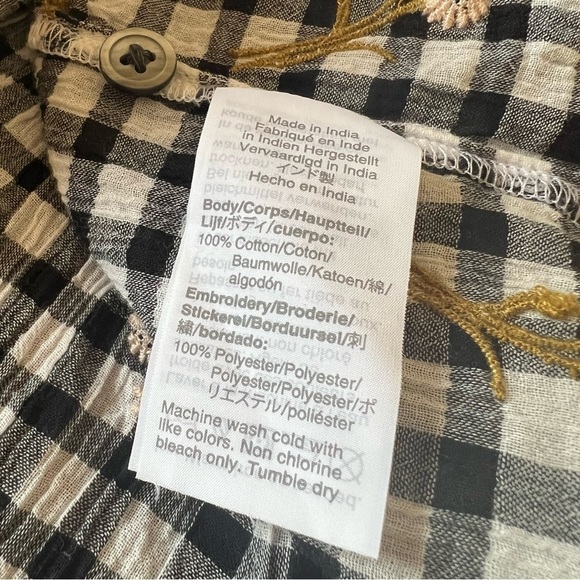 Made in India
Fabriqué en Inde
in Indien Hergestellt
Vervaardigd in India
インド製
Hecho en India
Body/Corps/Hauptteil/
Lijf/ボディ/cuerpo:
100% Cotton/Coton/
Baumwolle/Katoen/綿/
algodón
Embroidery/Broderie/
Stickerei/Borduursel/刺
繍/bordado:
100% Polyester/Polyester/
Polyester/Polyester/ポ
リエステル/poliéster
Machine wash cold with
like colors. Non chlorine
bleach only. Tumble dry